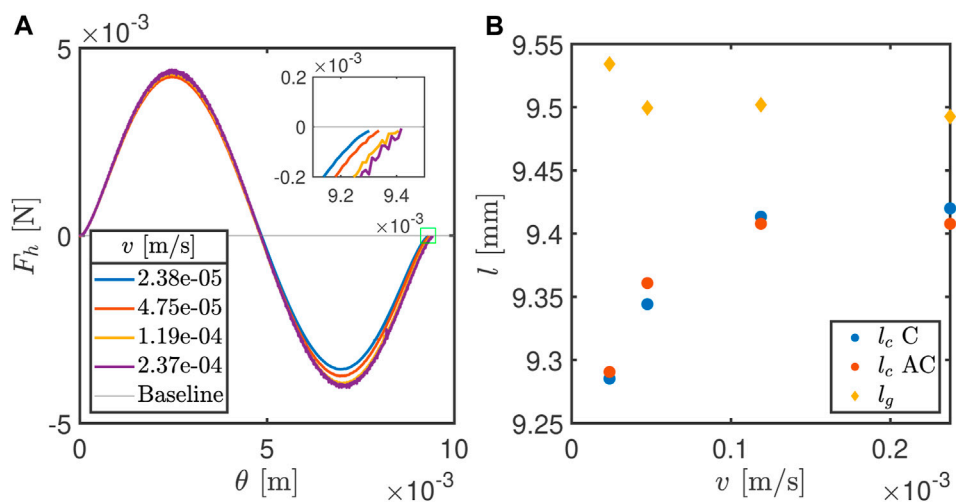 A
×10⁻³
5
0
-5
F_h [N]
0
5
10
θ [m]
×10⁻³
×10⁻³
0.2
0
-0.2
9.2
9.4
×10⁻³
v [m/s]
2.38e-05
4.75e-05
1.19e-04
2.37e-04
Baseline
B
9.55
9.5
9.45
9.4
9.35
9.3
9.25
l [mm]
0
0.1
0.2
v [m/s]
×10⁻³
l_c C
l_c AC
l_g